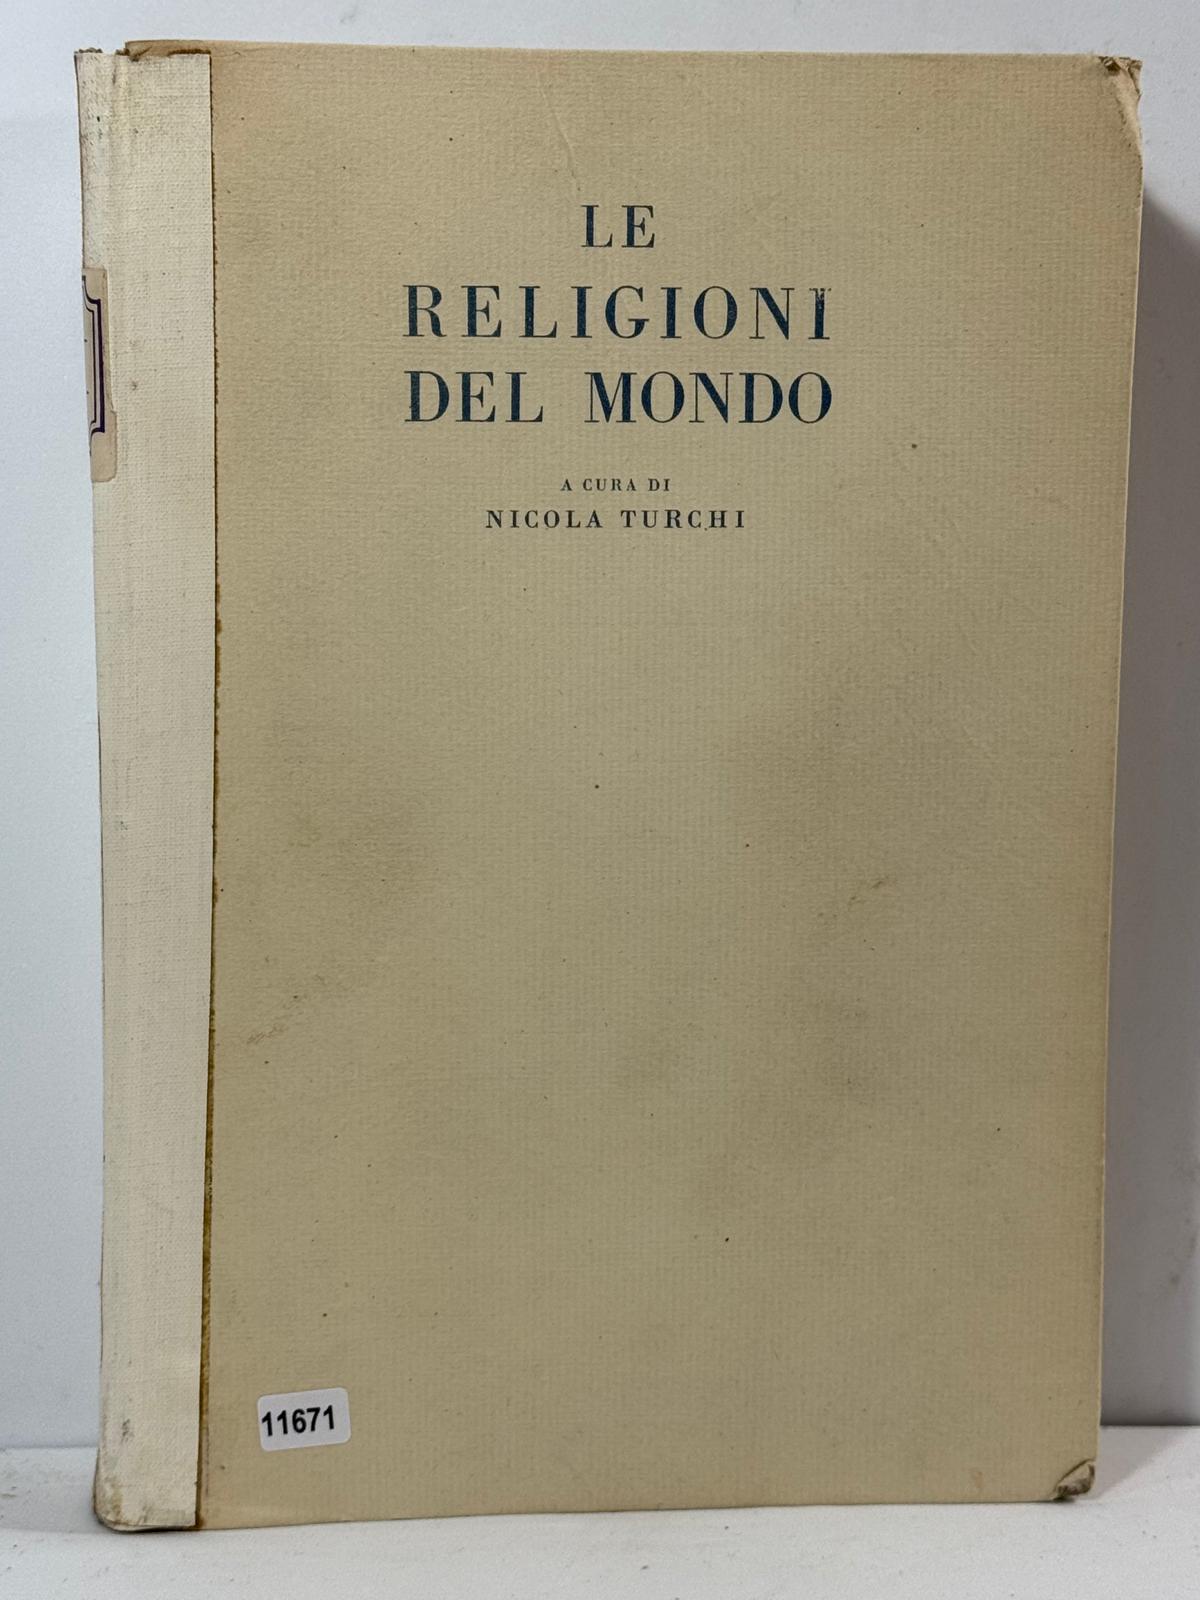 LE
RELIGIONI
DEL MONDO
A CURA DI
NICOLA TURCHI
11671